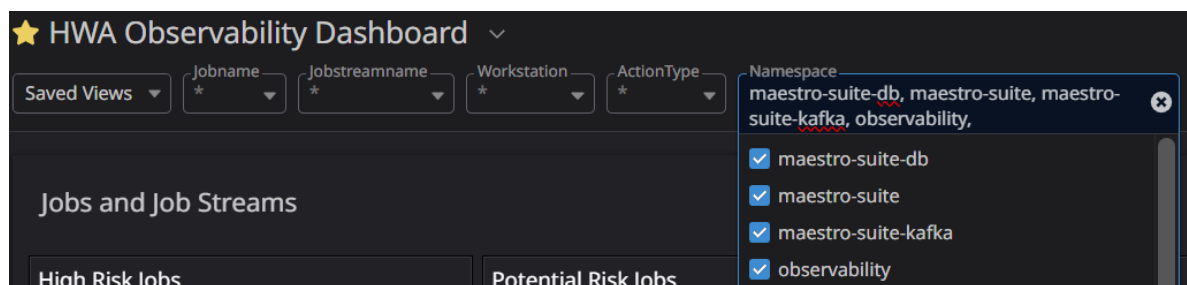 HWA Observability Dashboard
Saved Views
Jobname
*
Jobstreamname
*
Workstation
*
ActionType
*
Namespace
maestro-suite-db, maestro-suite, maestro-
suite-kafka, observability,
maestro-suite-db
maestro-suite
maestro-suite-kafka
observability
Jobs and Job Streams
High Risk Jobs
Potential Risk Jobs